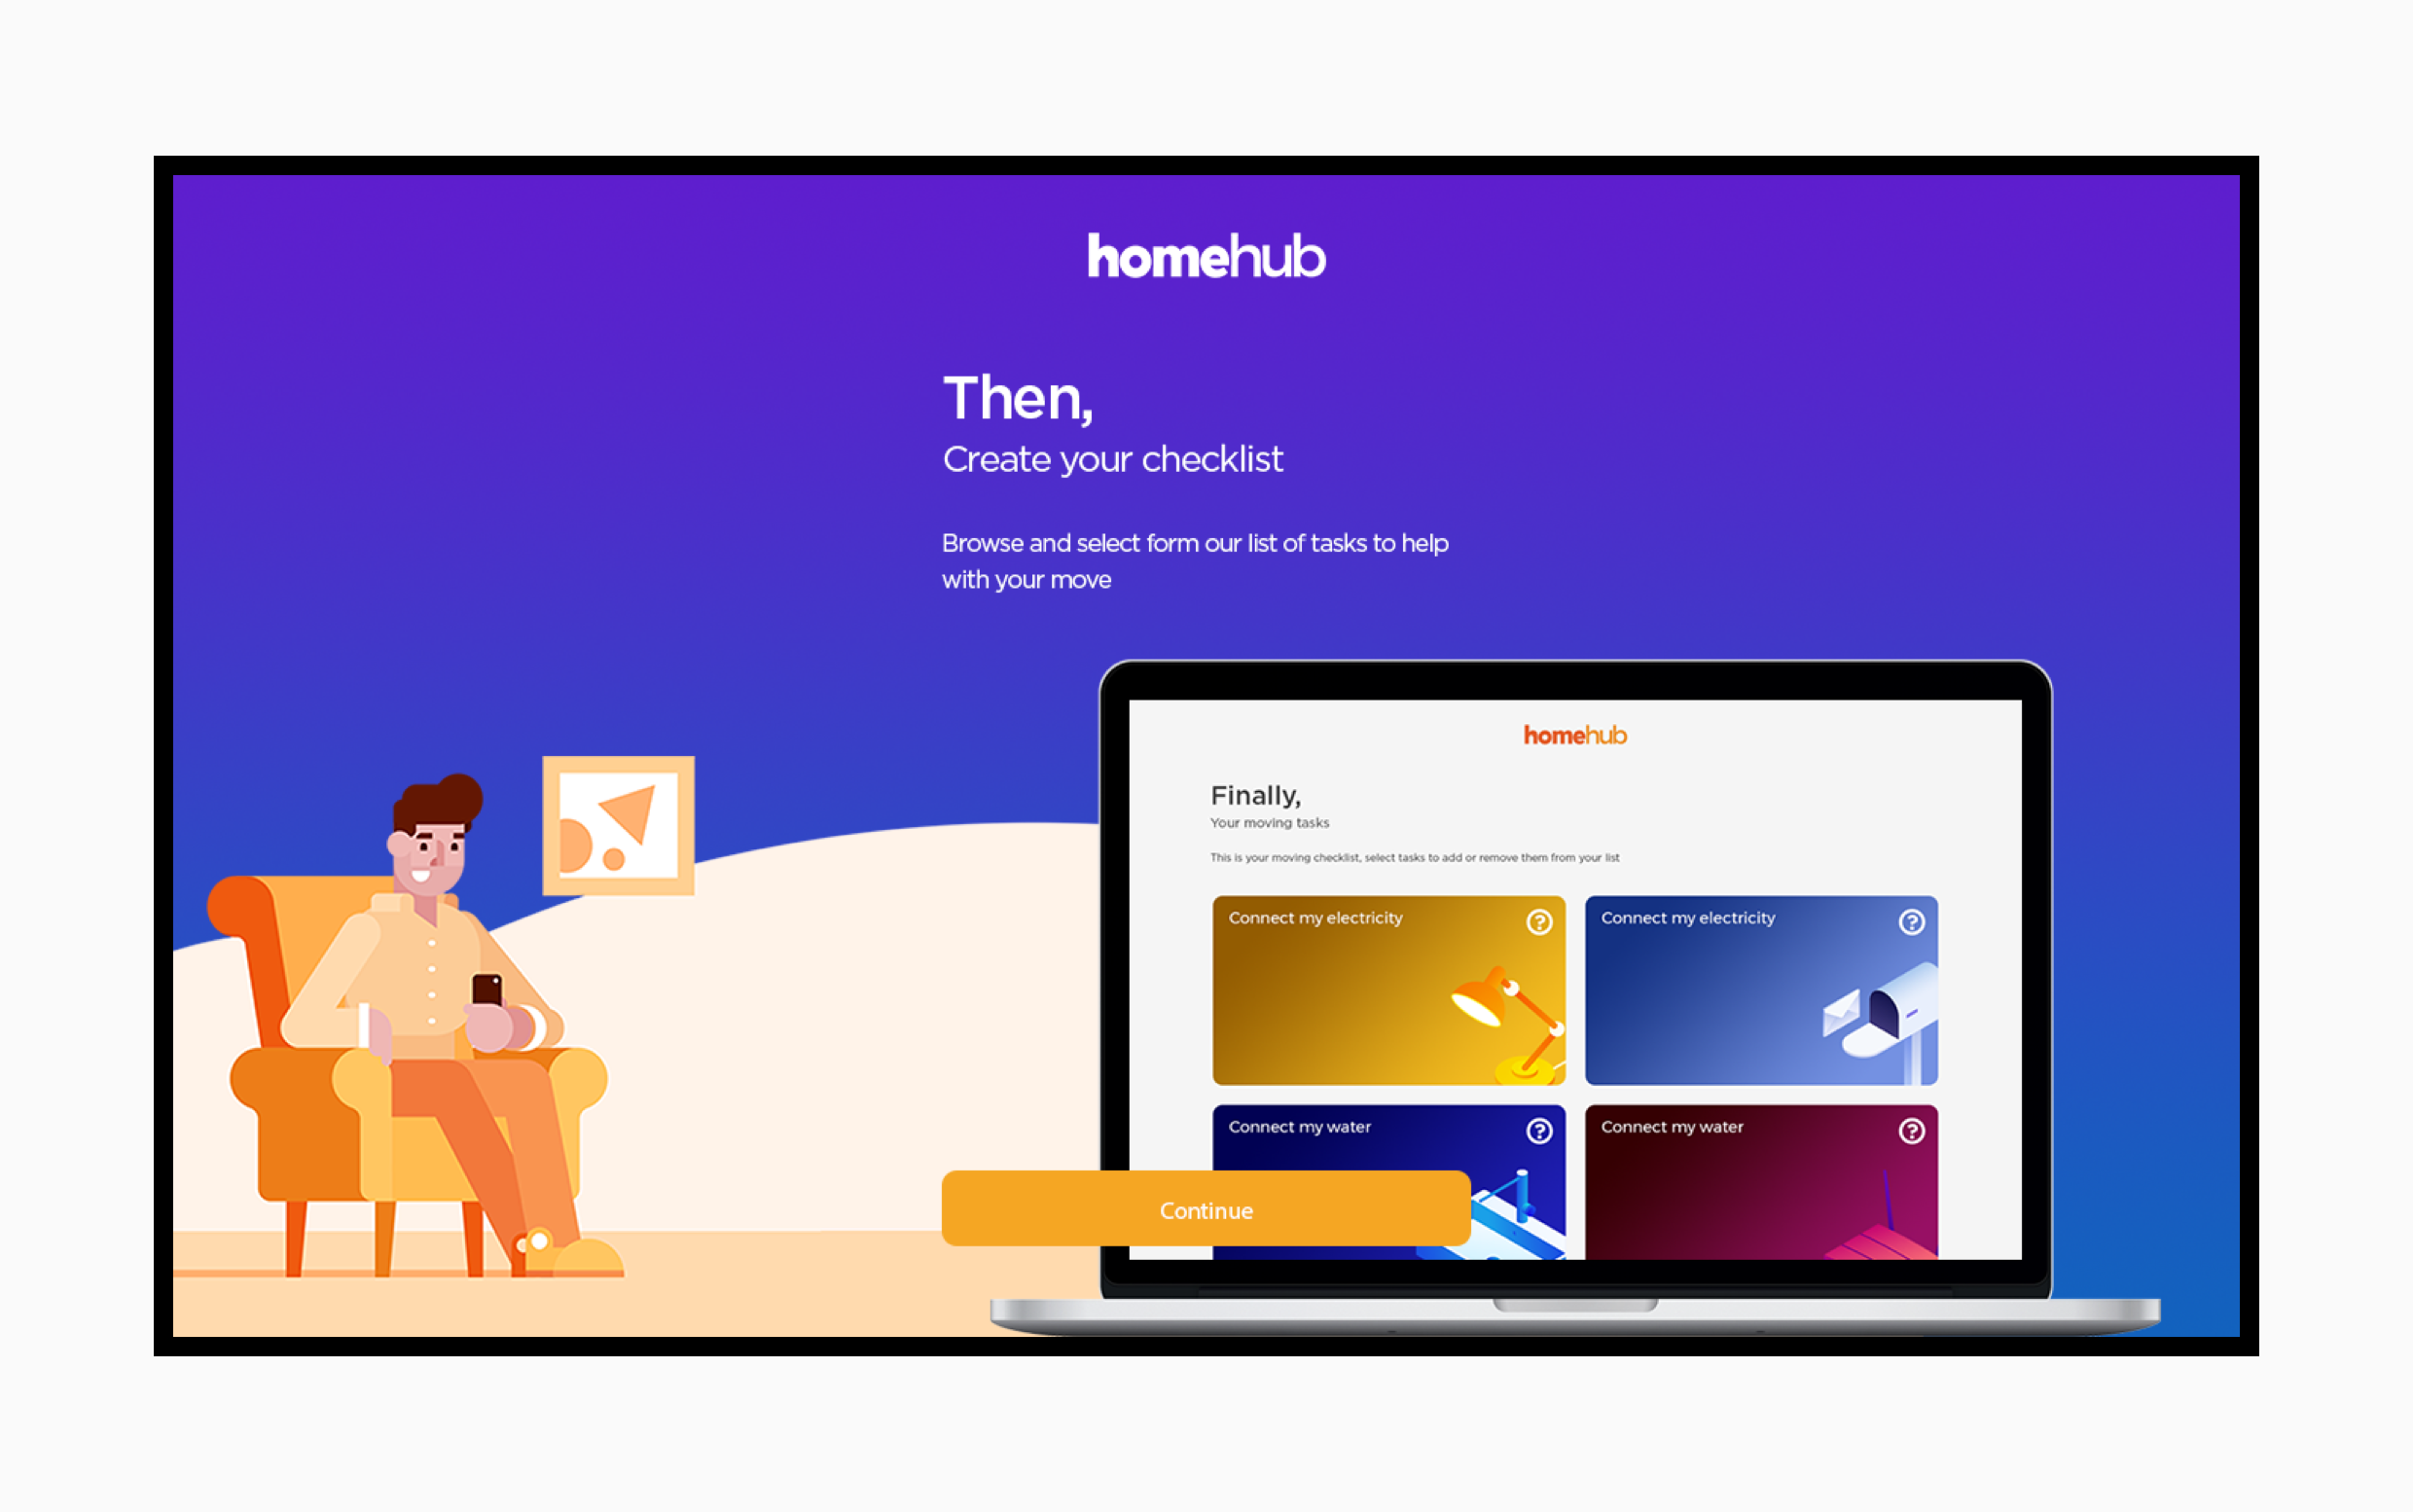 homehub
Then,
Create your checklist
Browse and select form our list of tasks to help
with your move
homehub
Finally,
Your moving tasks
This is your moving checklist, select tasks to add or remove them from your list
Connect my electricity ?
Connect my electricity ?
Connect my water ?
Connect my water ?
Continue